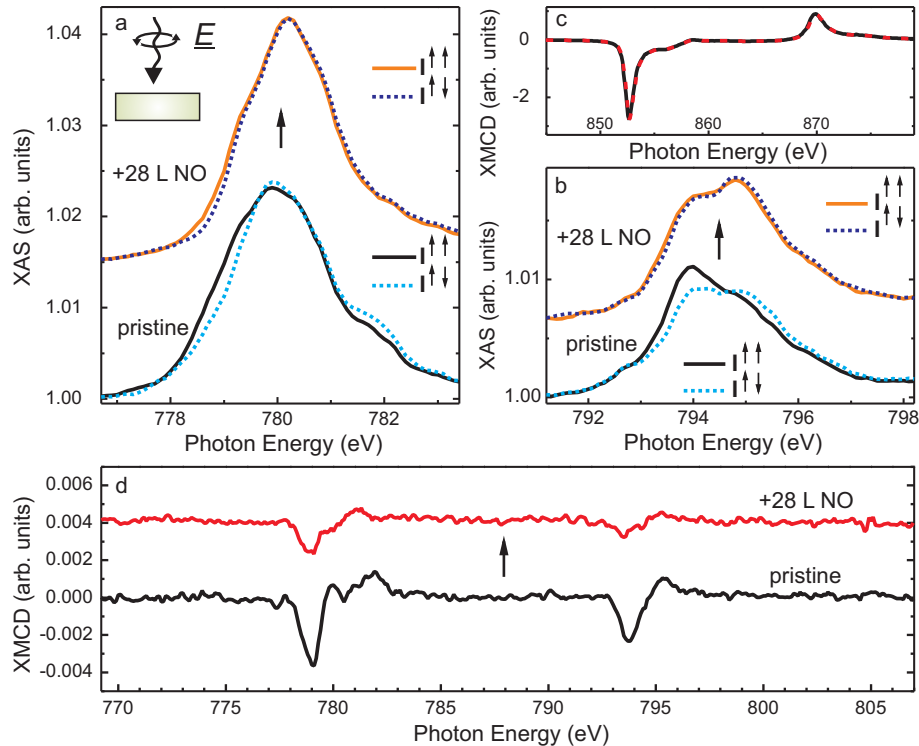 a
E
1.04
1.03
1.02
1.01
1.00
XAS (arb. units)
I↑↑
I↑↓
+28 L NO
I↑↑
I↑↓
pristine
778
780
782
Photon Energy (eV)
c
0
-2
XMCD (arb. units)
850
860
870
Photon Energy (eV)
b
1.01
1.00
XAS (arb. units)
I↑↑
I↑↓
+28 L NO
pristine
I↑↑
I↑↓
792
794
796
798
Photon Energy (eV)
d
0.006
0.004
0.002
0.000
-0.002
-0.004
XMCD (arb. units)
+28 L NO
pristine
770
775
780
785
790
795
800
805
Photon Energy (eV)